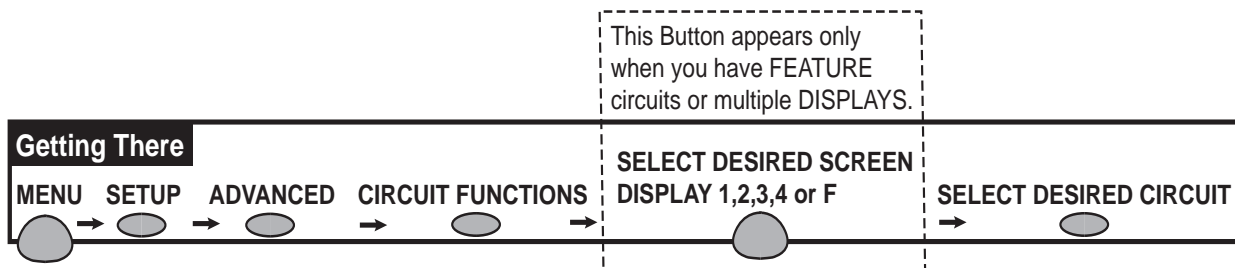 This Button appears only
when you have FEATURE
circuits or multiple DISPLAYS.
Getting There
MENU SETUP ADVANCED CIRCUIT FUNCTIONS
SELECT DESIRED SCREEN
DISPLAY 1,2,3,4 or F
SELECT DESIRED CIRCUIT